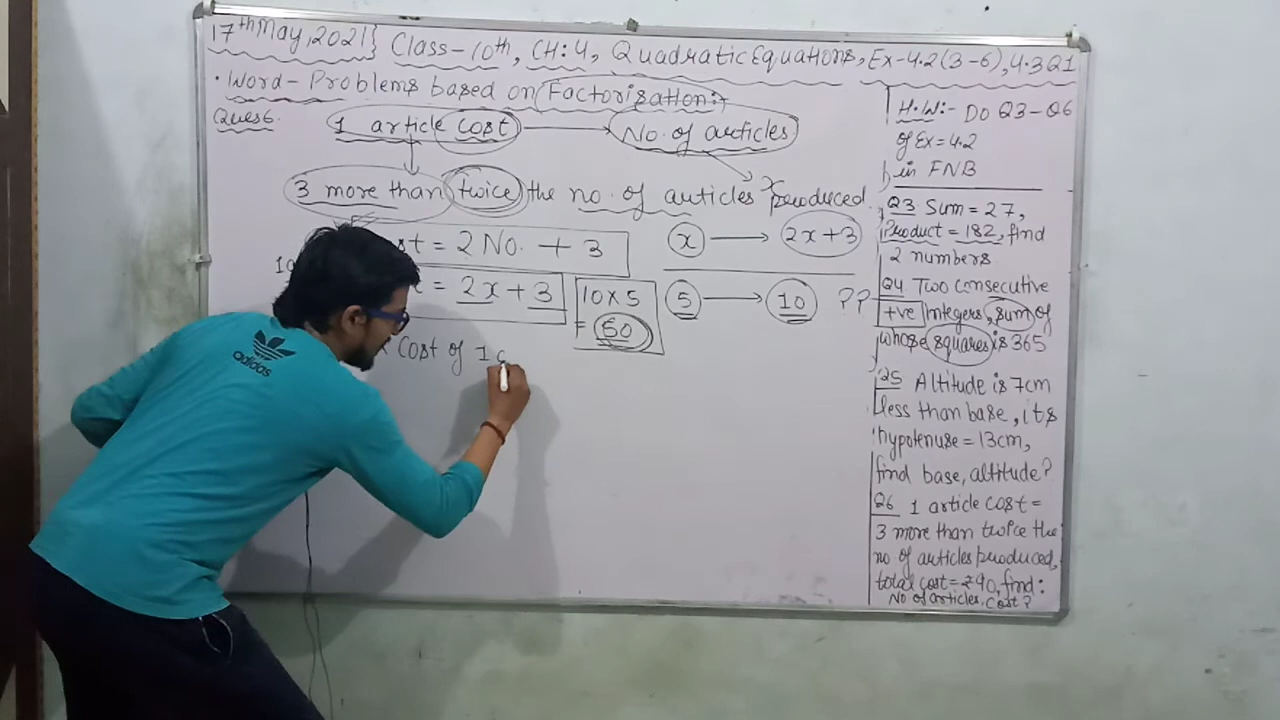 17th May, 2021} Class-10th, CH: 4, Quadratic Equations, Ex-4.2(3-6), 4.3Q1
• Word-Problems based on Factorisation:-
Quest.
1 article cost → No. of articles
3 more than twice the no. of articles produced.
x
st = 2 No. + 3
x → 2x+3
10
= 2x + 3
10 x 5
= 50
5 → 10 ??
Cost of 1
H.W:- Do Q3-Q6
of Ex=4.2
in FNB
Q3 Sum = 27,
Product = 182, find
2 numbers
Q4 Two consecutive
+ve Integers, sum of
whose squares is 365
Q5 Altitude is 7cm
less than base, its
hypotenuse = 13cm,
find base, altitude?
Q6 1 article cost =
3 more than twice the
no of articles produced,
total cost = ₹90, find:
No of articles, cost?
adidas